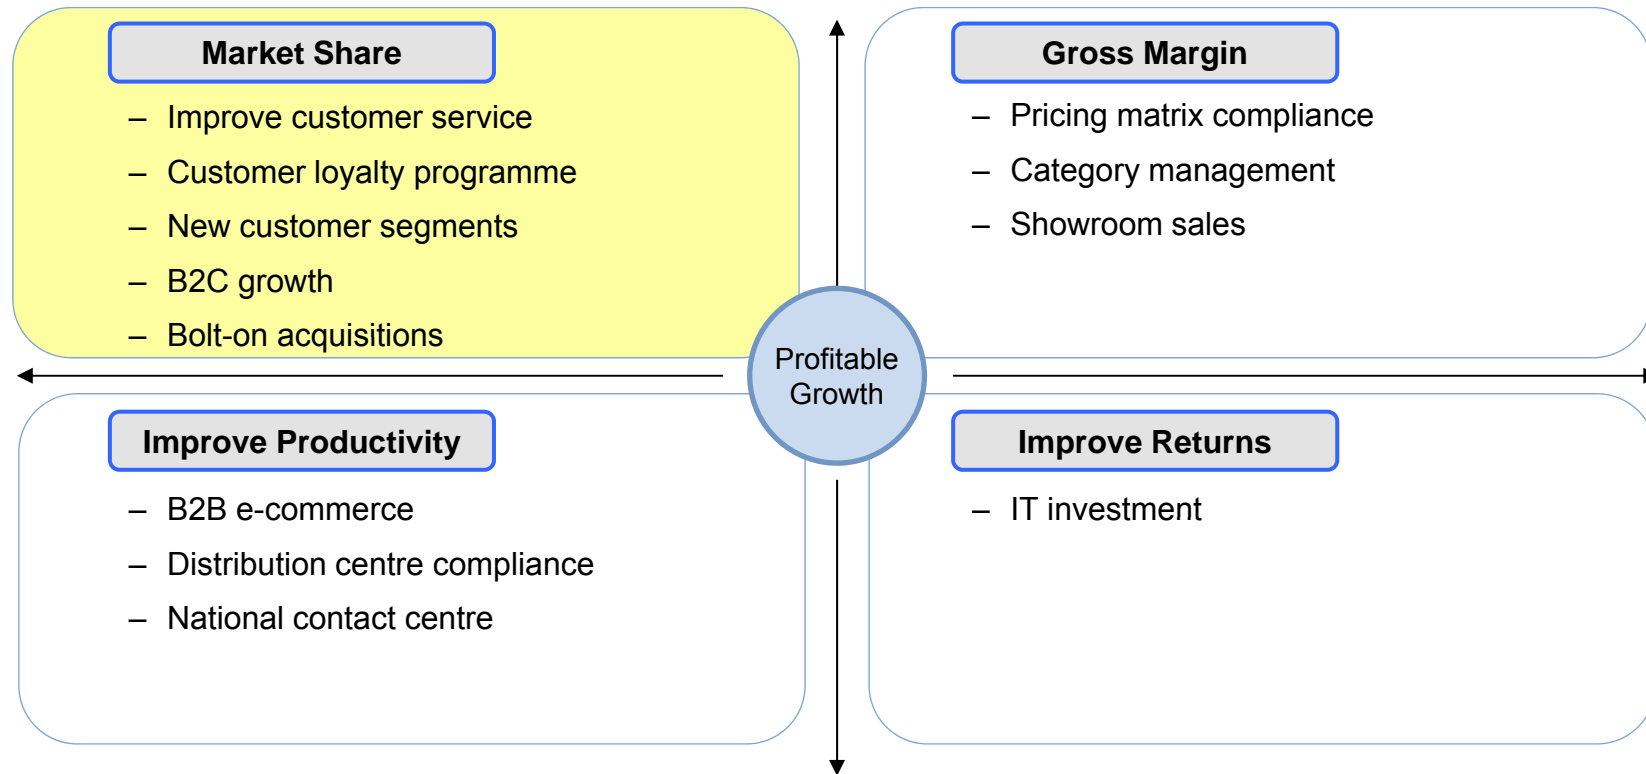 Market Share
– Improve customer service
– Customer loyalty programme
– New customer segments
– B2C growth
– Bolt-on acquisitions
Gross Margin
– Pricing matrix compliance
– Category management
– Showroom sales
Profitable
Growth
Improve Productivity
– B2B e-commerce
– Distribution centre compliance
– National contact centre
Improve Returns
– IT investment